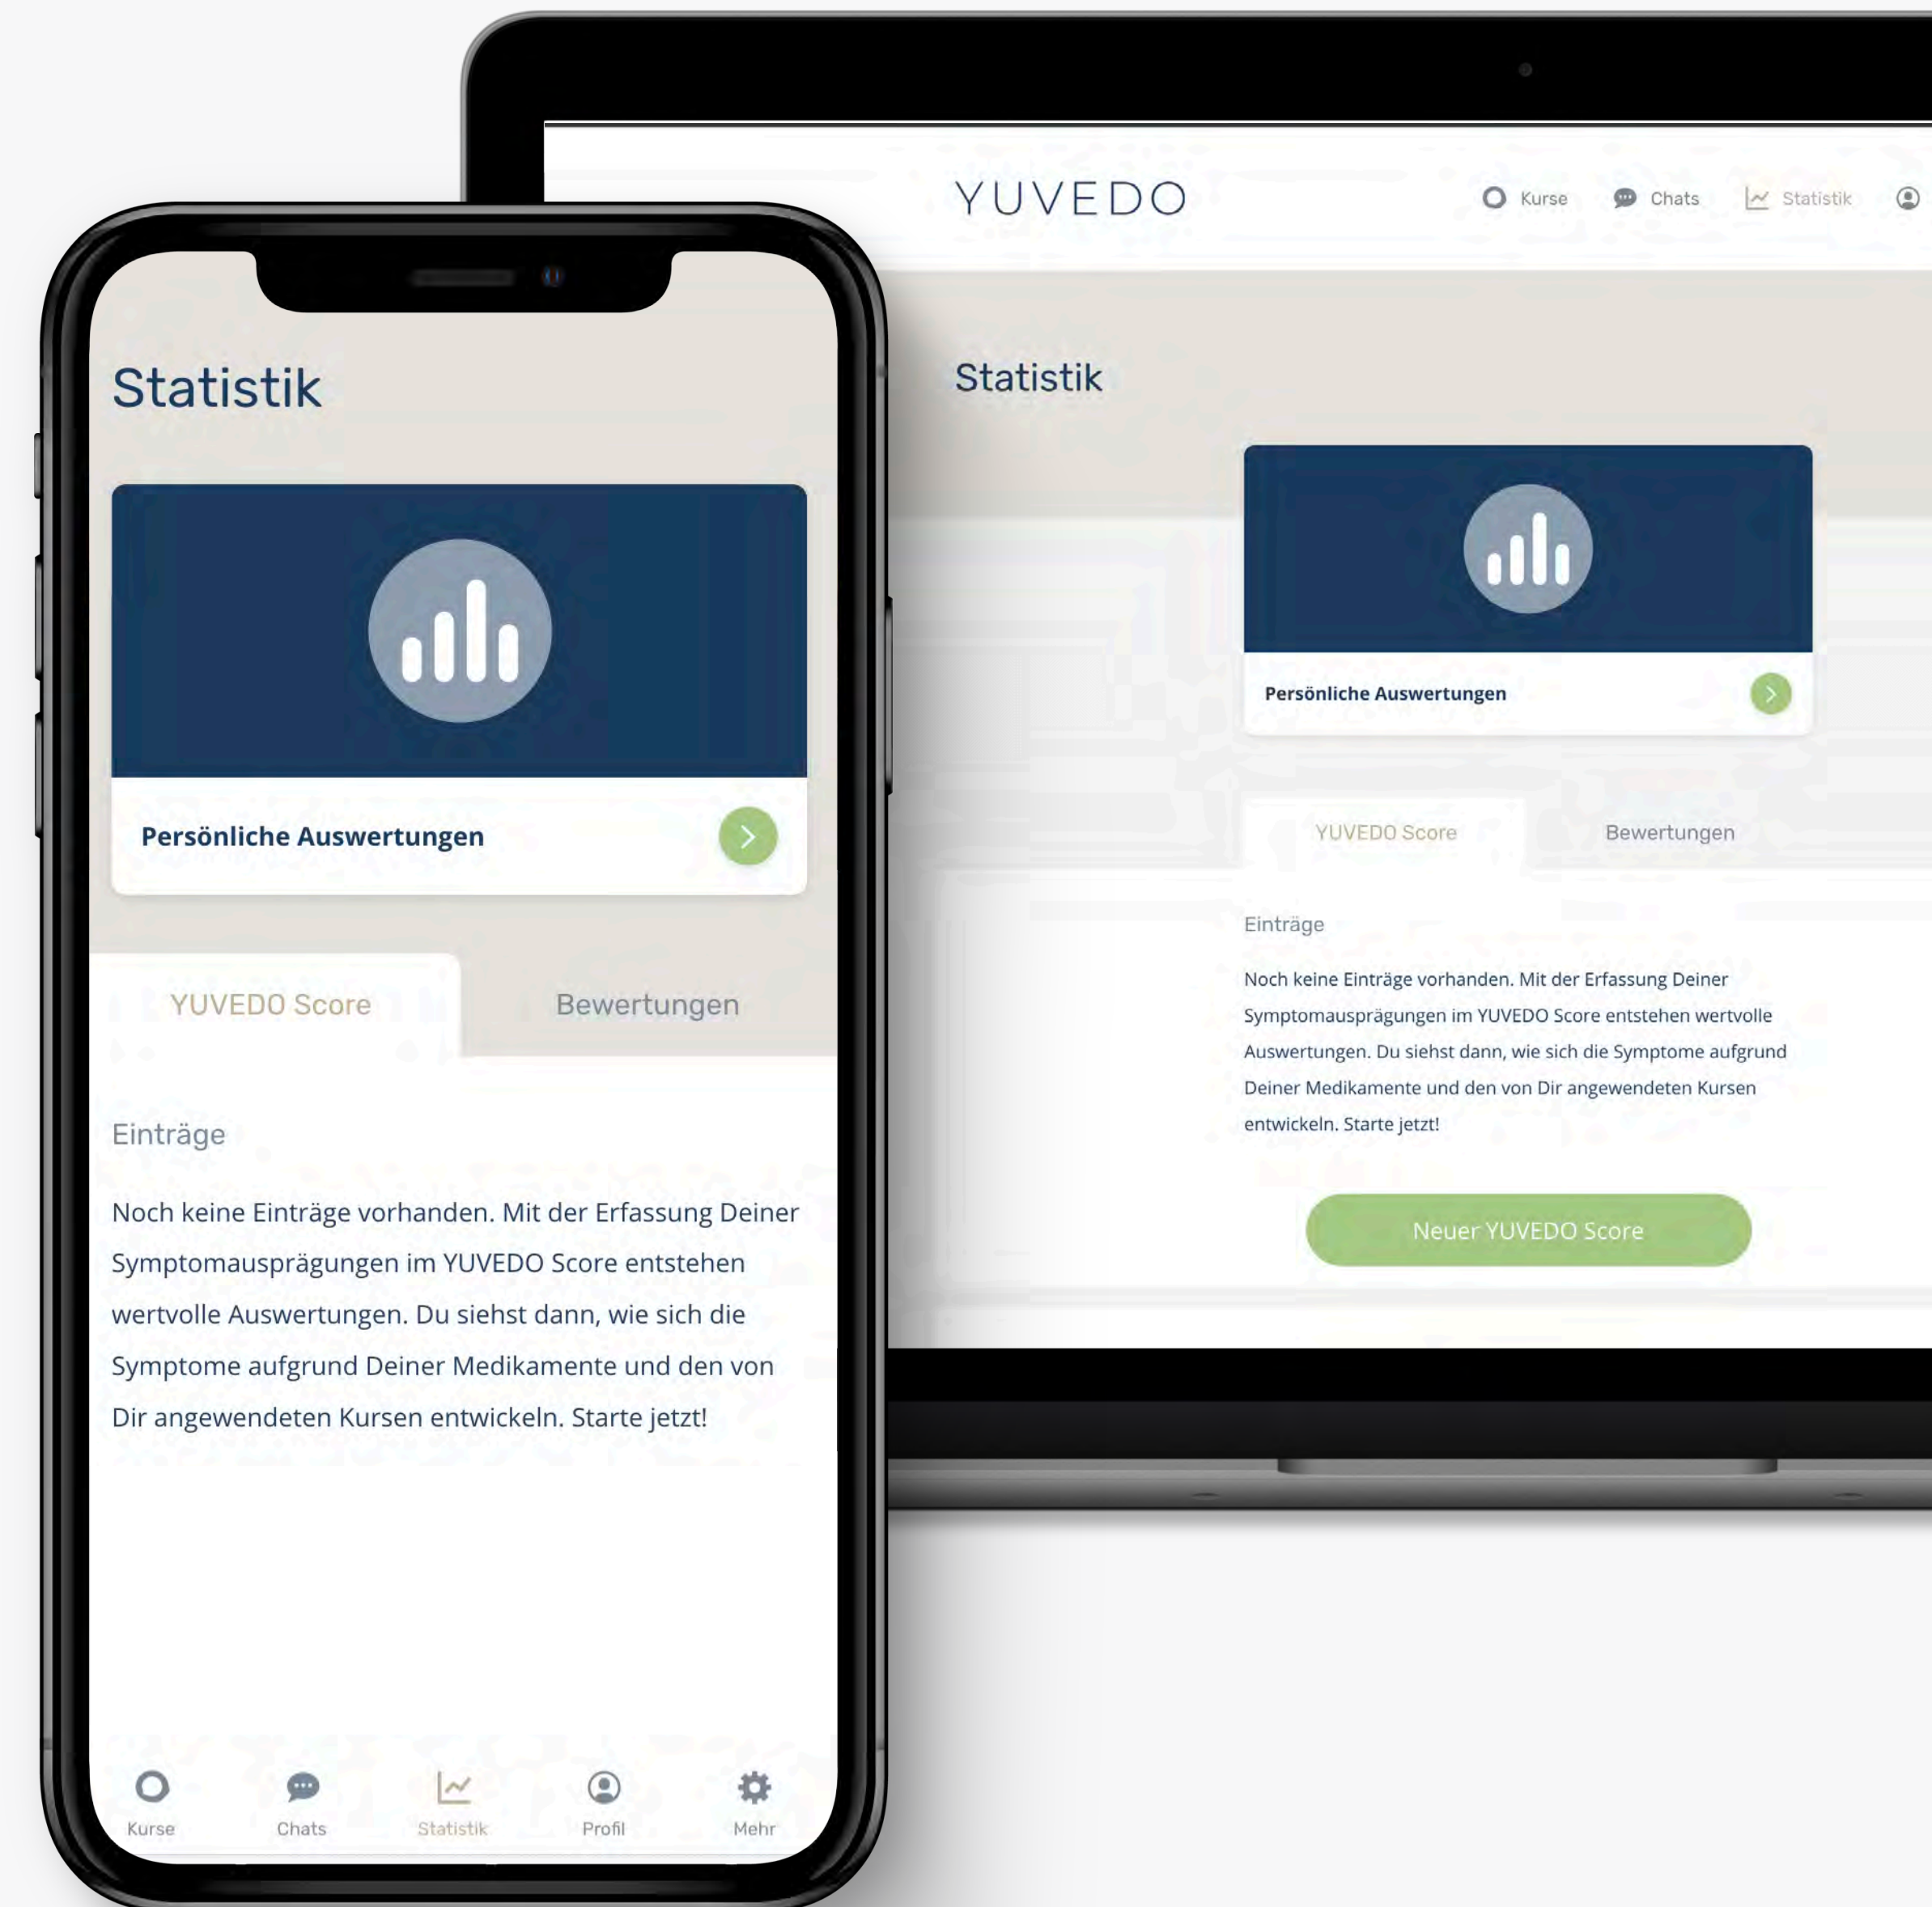 Statistik
Persönliche Auswertungen
YUVEDO Score
Bewertungen
Einträge
Noch keine Einträge vorhanden. Mit der Erfassung Deiner
Symptomausprägungen im YUVEDO Score entstehen
wertvolle Auswertungen. Du siehst dann, wie sich die
Symptome aufgrund Deiner Medikamente und den von
Dir angewendeten Kursen entwickeln. Starte jetzt!
Kurse
Chats
Statistik
Profil
Mehr
YUVEDO
Kurse
Chats
Statistik
Statistik
Persönliche Auswertungen
YUVEDO Score
Bewertungen
Einträge
Noch keine Einträge vorhanden. Mit der Erfassung Deiner
Symptomausprägungen im YUVEDO Score entstehen wertvolle
Auswertungen. Du siehst dann, wie sich die Symptome aufgrund
Deiner Medikamente und den von Dir angewendeten Kursen
entwickeln. Starte jetzt!
Neuer YUVEDO Score